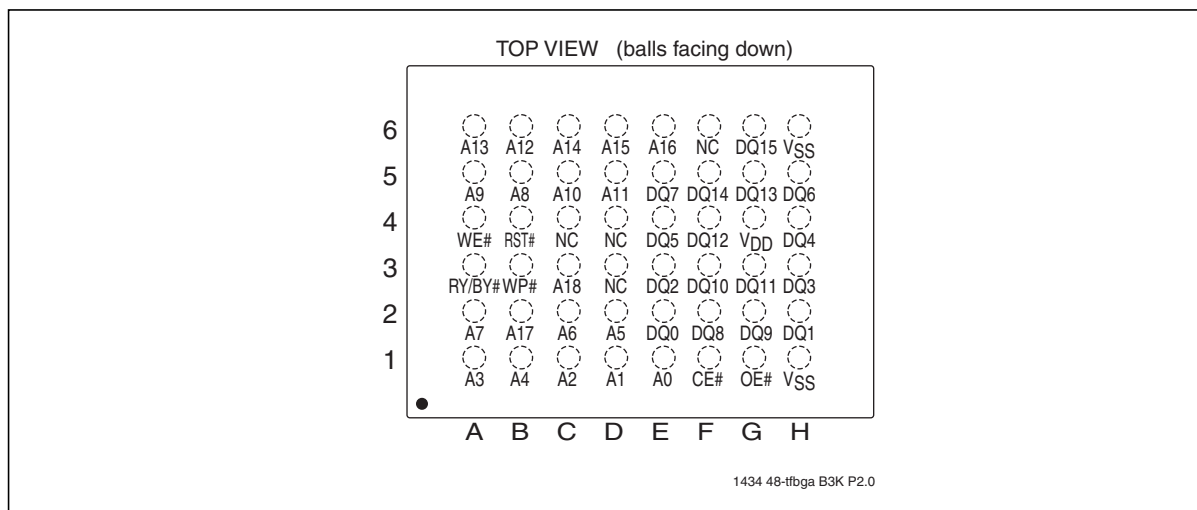 TOP VIEW (balls facing down)
6
A13 A12 A14 A15 A16 NC DQ15 VSS
5
A9 A8 A10 A11 DQ7 DQ14 DQ13 DQ6
4
WE# RST# NC NC DQ5 DQ12 VDD DQ4
3
RY/BY# WP# A18 NC DQ2 DQ10 DQ11 DQ3
2
A7 A17 A6 A5 DQ0 DQ8 DQ9 DQ1
1
A3 A4 A2 A1 A0 CE# OE# VSS
A B C D E F G H
1434 48-tfbga B3K P2.0